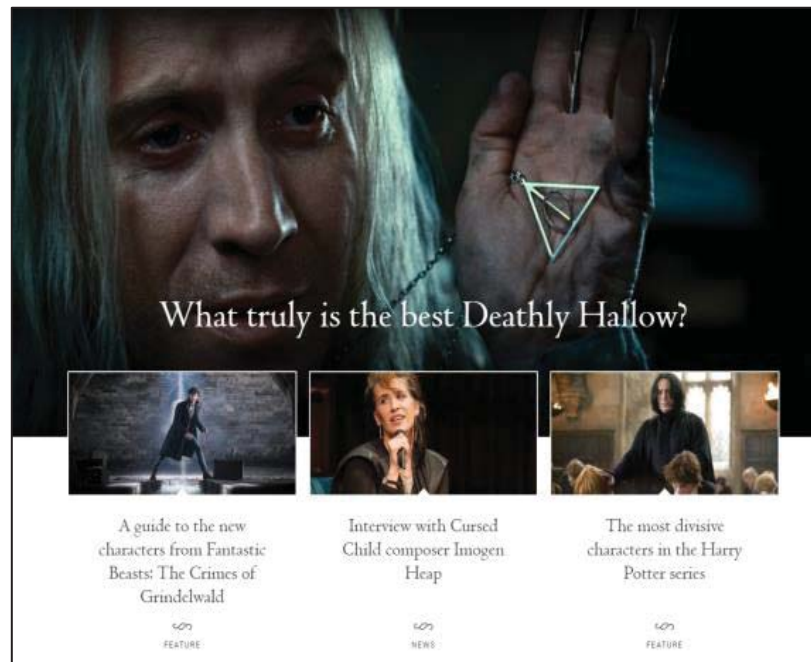 What truly is the best Deathly Hallow?
A guide to the new
characters from Fantastic
Beasts: The Crimes of
Grindelwald
FEATURE
Interview with Cursed
Child composer Imogen
Heap
NEWS
The most divisive
characters in the Harry
Potter series
FEATURE